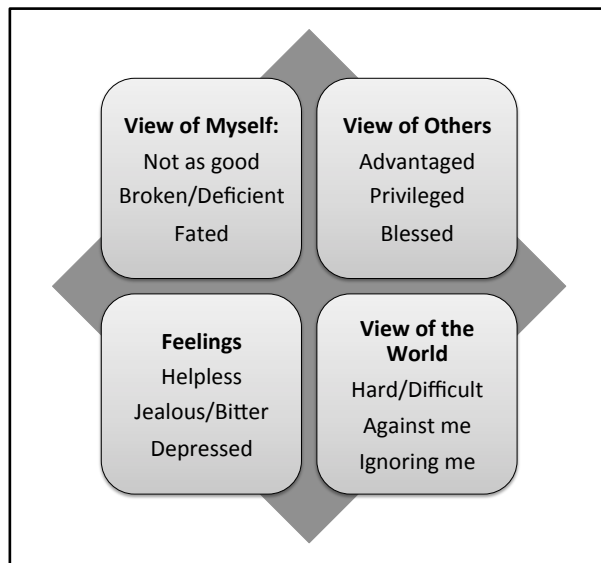 View of Myself:
Not as good
Broken/Deficient
Fated
View of Others
Advantaged
Privileged
Blessed
Feelings
Helpless
Jealous/Bitter
Depressed
View of the
World
Hard/Difficult
Against me
Ignoring me